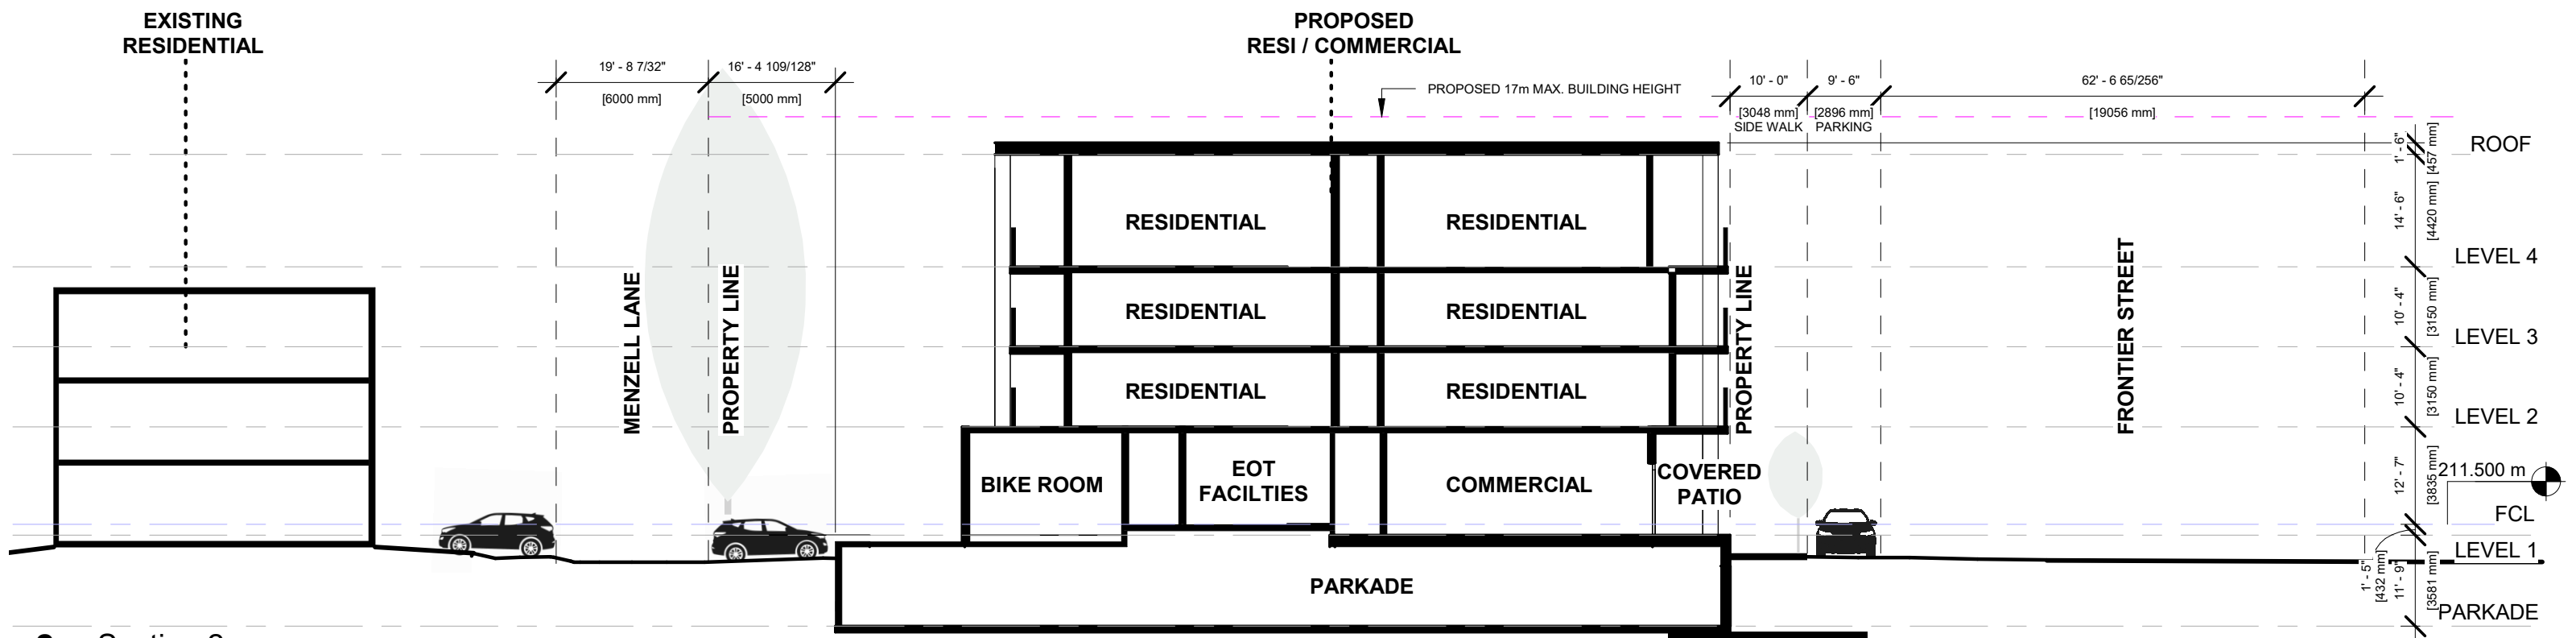 EXISTING
RESIDENTIAL
PROPOSED
RESI / COMMERCIAL
19' - 8 7/32"
[6000 mm]
16' - 4 109/128"
[5000 mm]
PROPOSED 17m MAX. BUILDING HEIGHT
10' - 0"
[3048 mm]
SIDE WALK
9' - 6"
[2896 mm]
PARKING
62' - 6 65/256"
[19056 mm]
1' - 6"
[457 mm]
ROOF
14' - 6"
[4420 mm]
RESIDENTIAL
RESIDENTIAL
LEVEL 4
MENZELL LANE
PROPERTY LINE
PROPERTY LINE
FRONTIER STREET
RESIDENTIAL
RESIDENTIAL
10' - 4"
[3150 mm]
LEVEL 3
RESIDENTIAL
RESIDENTIAL
10' - 4"
[3150 mm]
LEVEL 2
BIKE ROOM
EOT
FACILTIES
COMMERCIAL
COVERED
PATIO
12' - 7"
[3835 mm]
211.500 m
FCL
LEVEL 1
1' - 5"
[432 mm]
11' - 9"
[3581 mm]
PARKADE
PARKADE